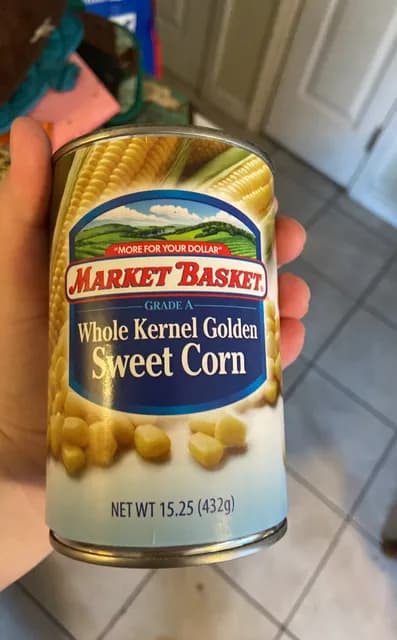 "MORE FOR YOUR DOLLAR"
MARKET BASKET®
GRADE A
Whole Kernel Golden
Sweet Corn
NET WT 15.25 (432g)